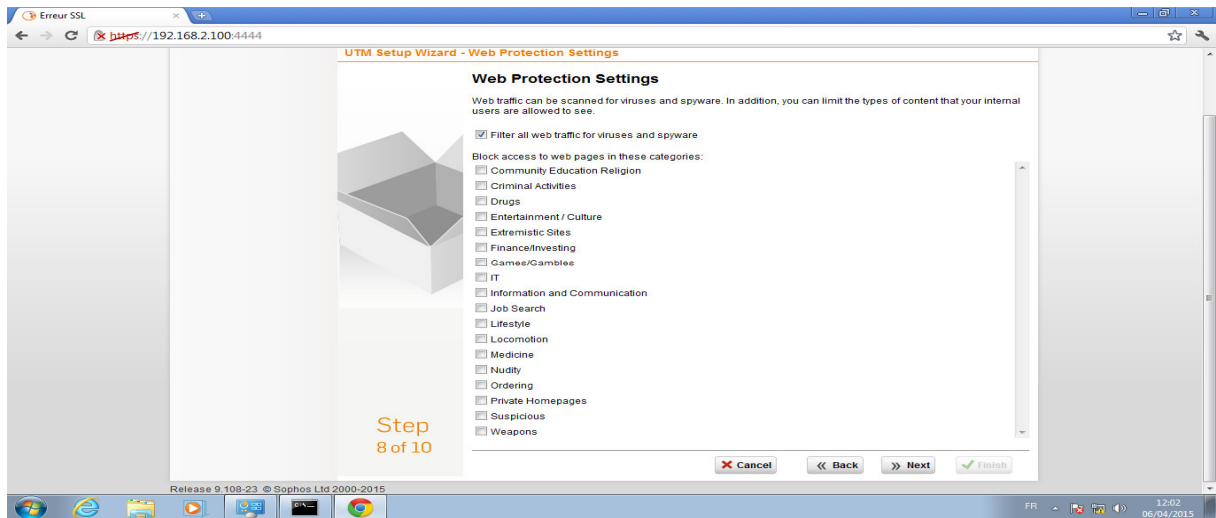 Erreur SSL
https://192.168.2.100:4444
UTM Setup Wizard - Web Protection Settings
Web Protection Settings
Web traffic can be scanned for viruses and spyware. In addition, you can limit the types of content that your internal
users are allowed to see.
Filter all web traffic for viruses and spyware
Block access to web pages in these categories:
Community Education Religion
Criminal Activities
Drugs
Entertainment / Culture
Extremistic Sites
Finance/Investing
Games/Gambles
IT
Information and Communication
Job Search
Lifestyle
Locomotion
Medicine
Nudity
Ordering
Private Homepages
Suspicious
Weapons
Step
8 of 10
Cancel Back Next Finish
Release 9.108-23 © Sophos Ltd 2000-2015
FR 12:02
06/04/2015